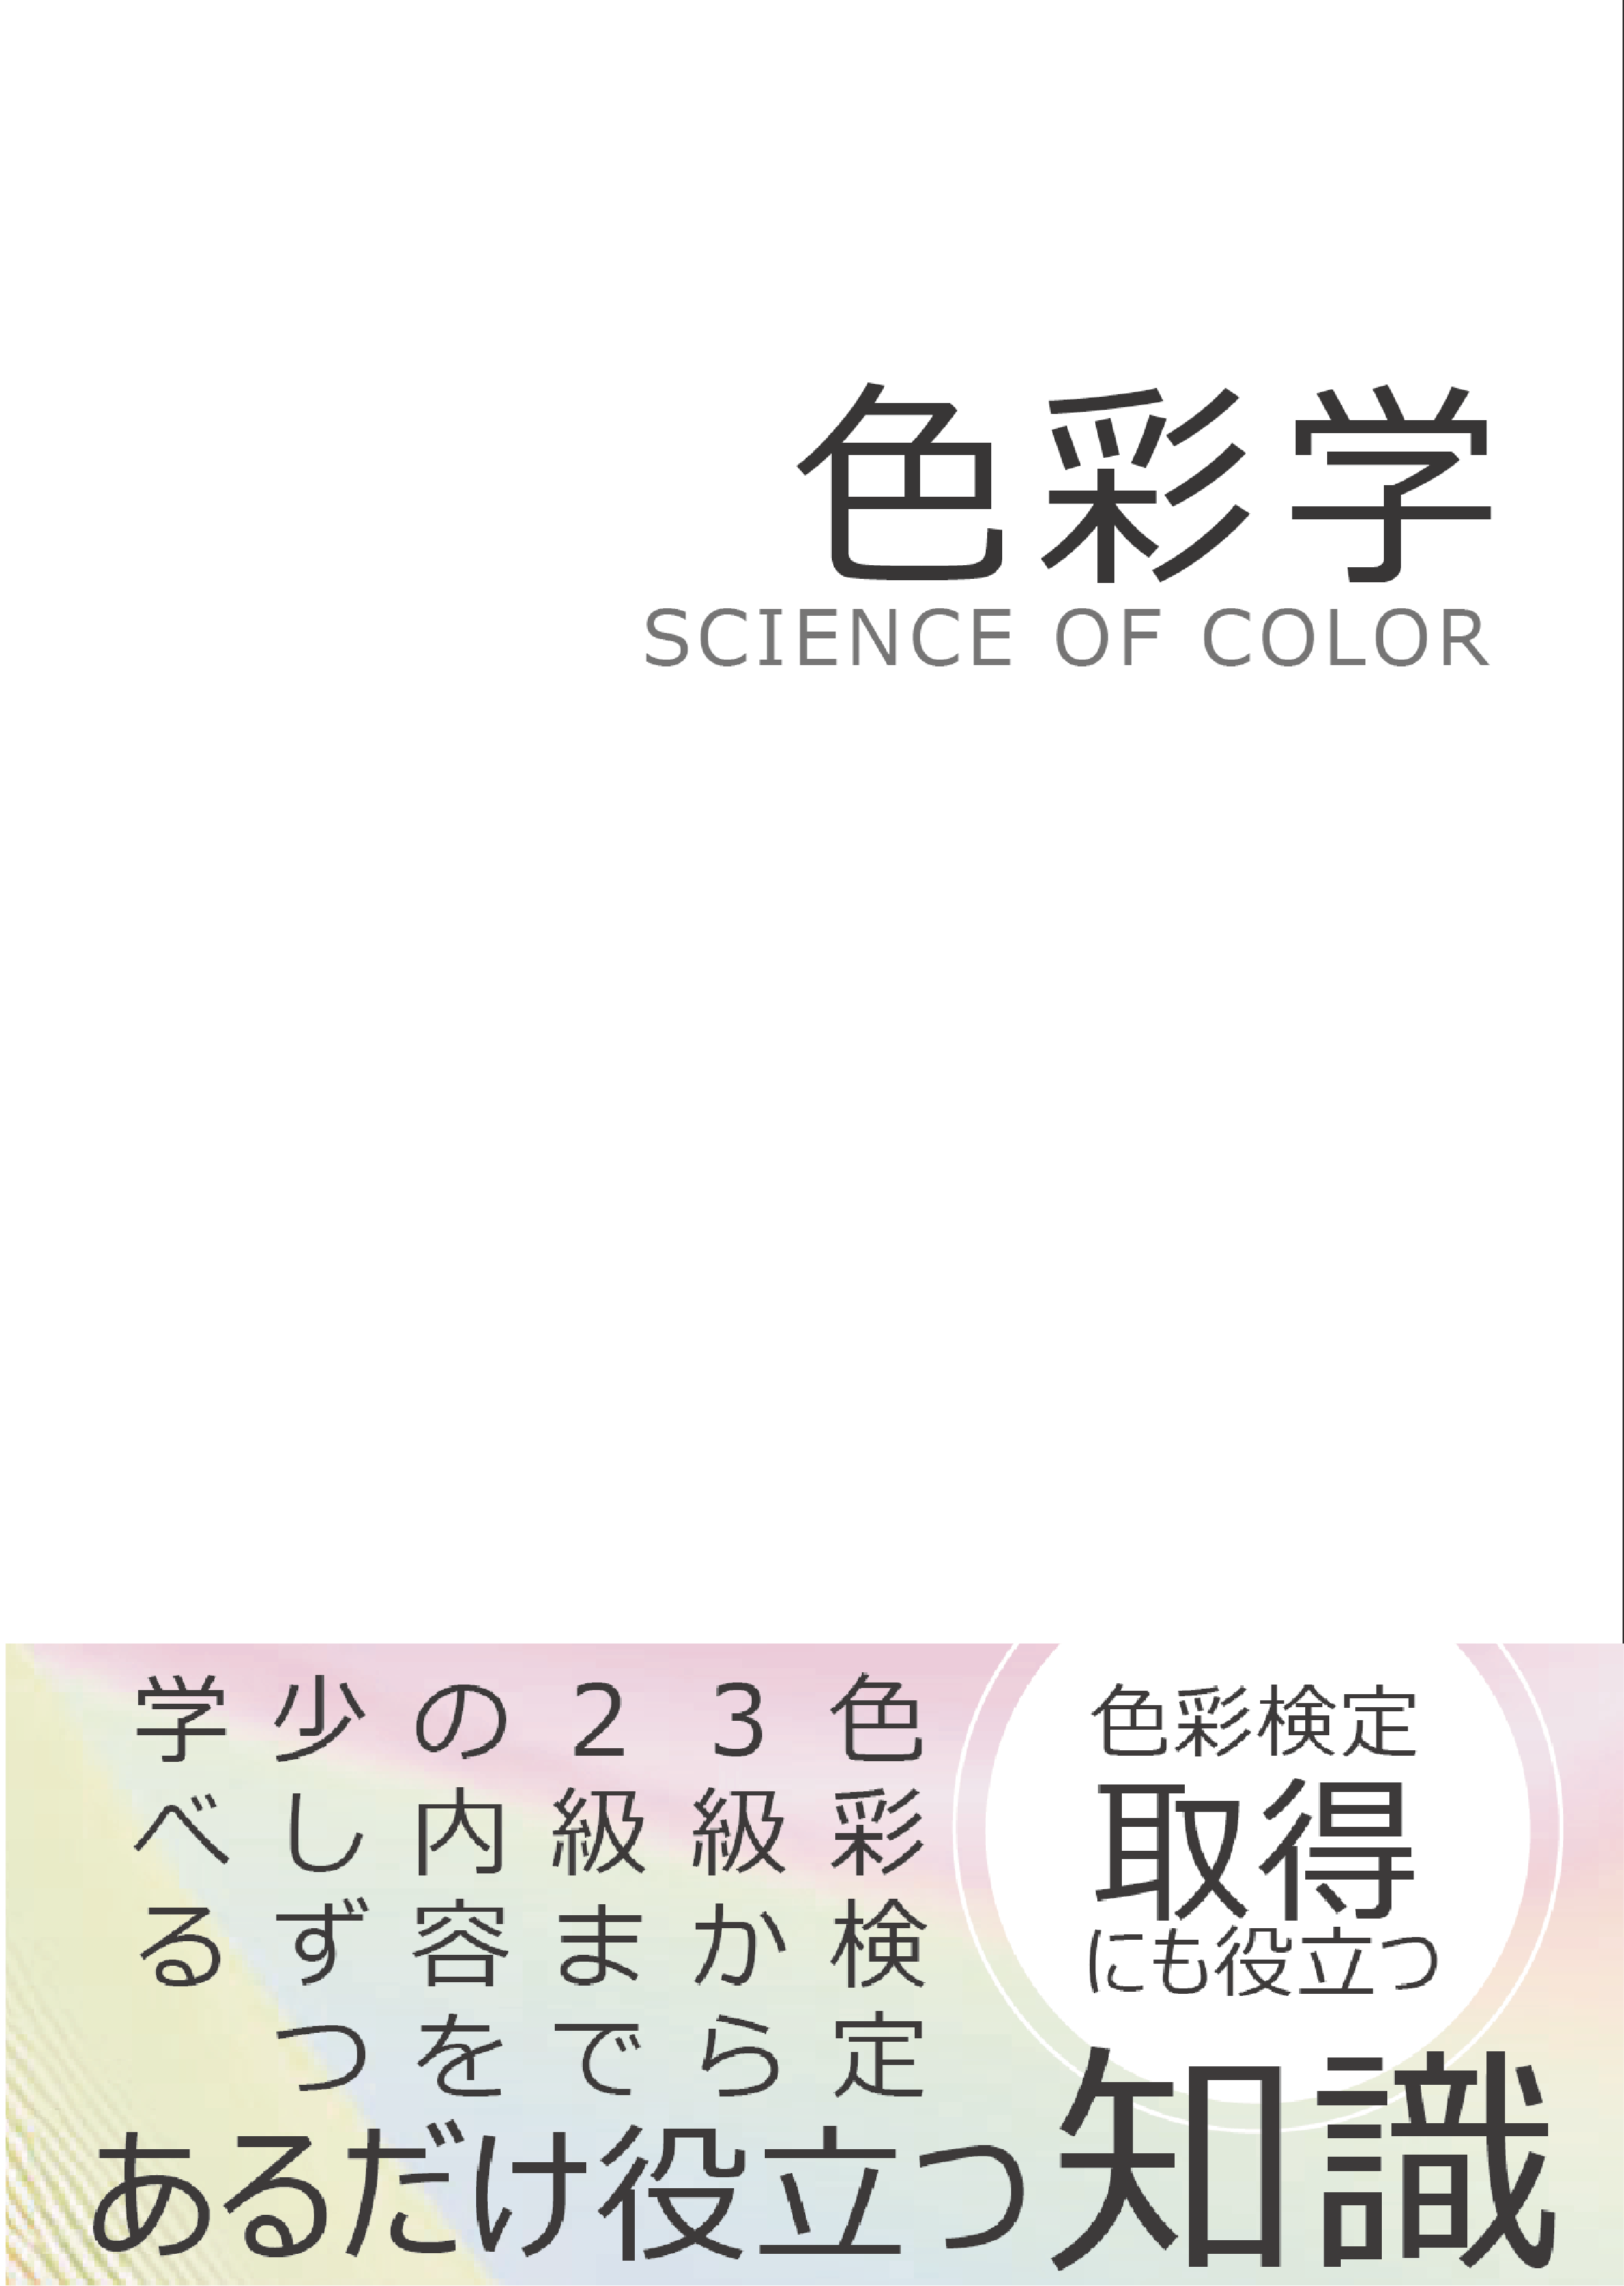 色彩学
SCIENCE OF COLOR
色彩検定
取得
にも役立つ
色彩検定
3級から
2級まで
の内容を
少しずつ
学べる
あるだけ役立つ知識